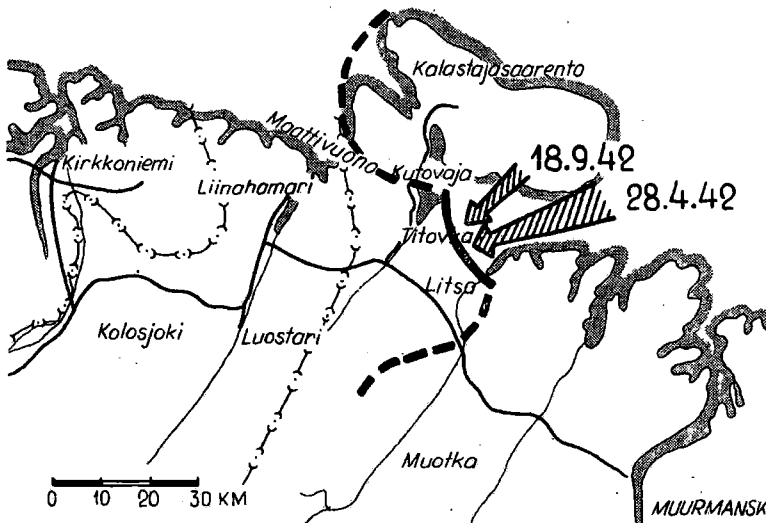 Kalastajasaarento
Maattivuono
Kirkkoniemi
Liinahamari
Kutovaja
18.9.42
28.4.42
Titovka
Litsa
Kolosjoki
Luostari
Muotka
0 10 20 30 KM
MUURMANSK